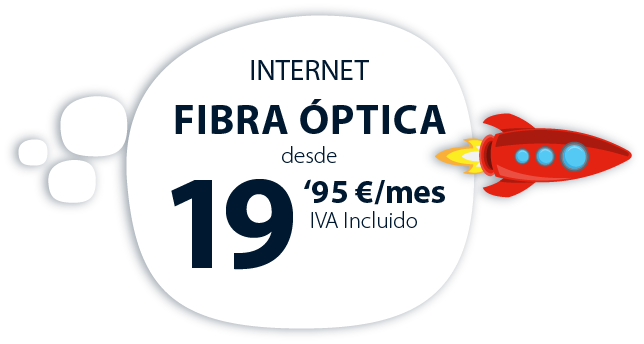 INTERNET
FIBRA ÓPTICA
desde
19 ‘95 €/mes
IVA Incluido